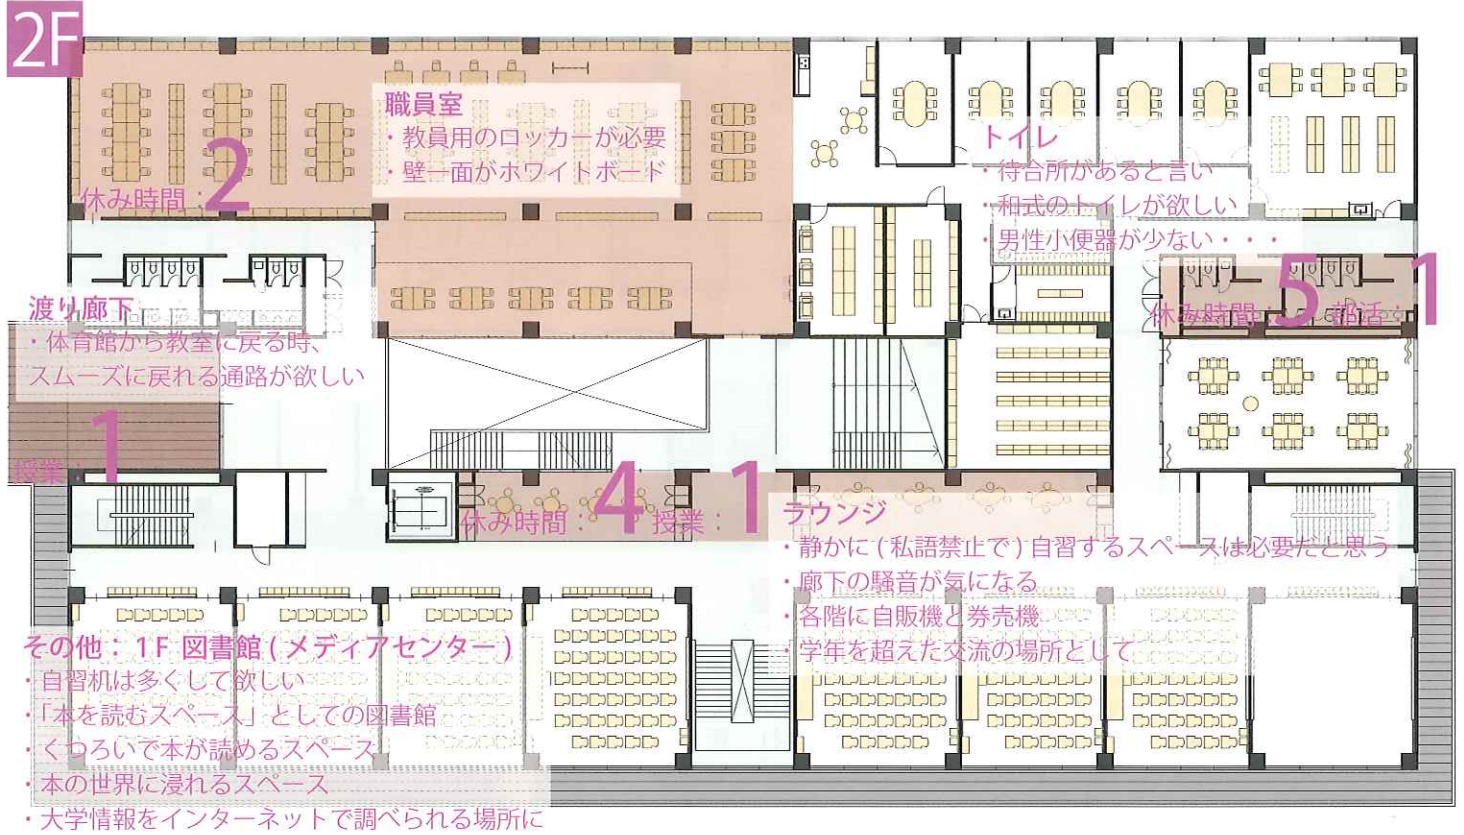 2F
職員室
・教員用のロッカーが必要
・壁一面がホワイトボード
休み時間：2
トイレ
・待合所があると言い
・和式のトイレが欲しい
・男性小便器が少ない・・・
休み時間：5 部活：1
渡り廊下
・体育館から教室に戻る時、
スムーズに戻れる通路が欲しい
授業：1
休み時間：4 授業：1
ラウンジ
・静かに(私語禁止で)自習するスペースは必要だと思う
・廊下の騒音が気になる
・各階に自販機と券売機
・学年を超えた交流の場所として
その他：1F 図書館(メディアセンター)
・自習机は多くして欲しい
・「本を読むスペース」としての図書館
・くつろいで本が読めるスペース
・本の世界に浸れるスペース
・大学情報をインターネットで調べられる場所に